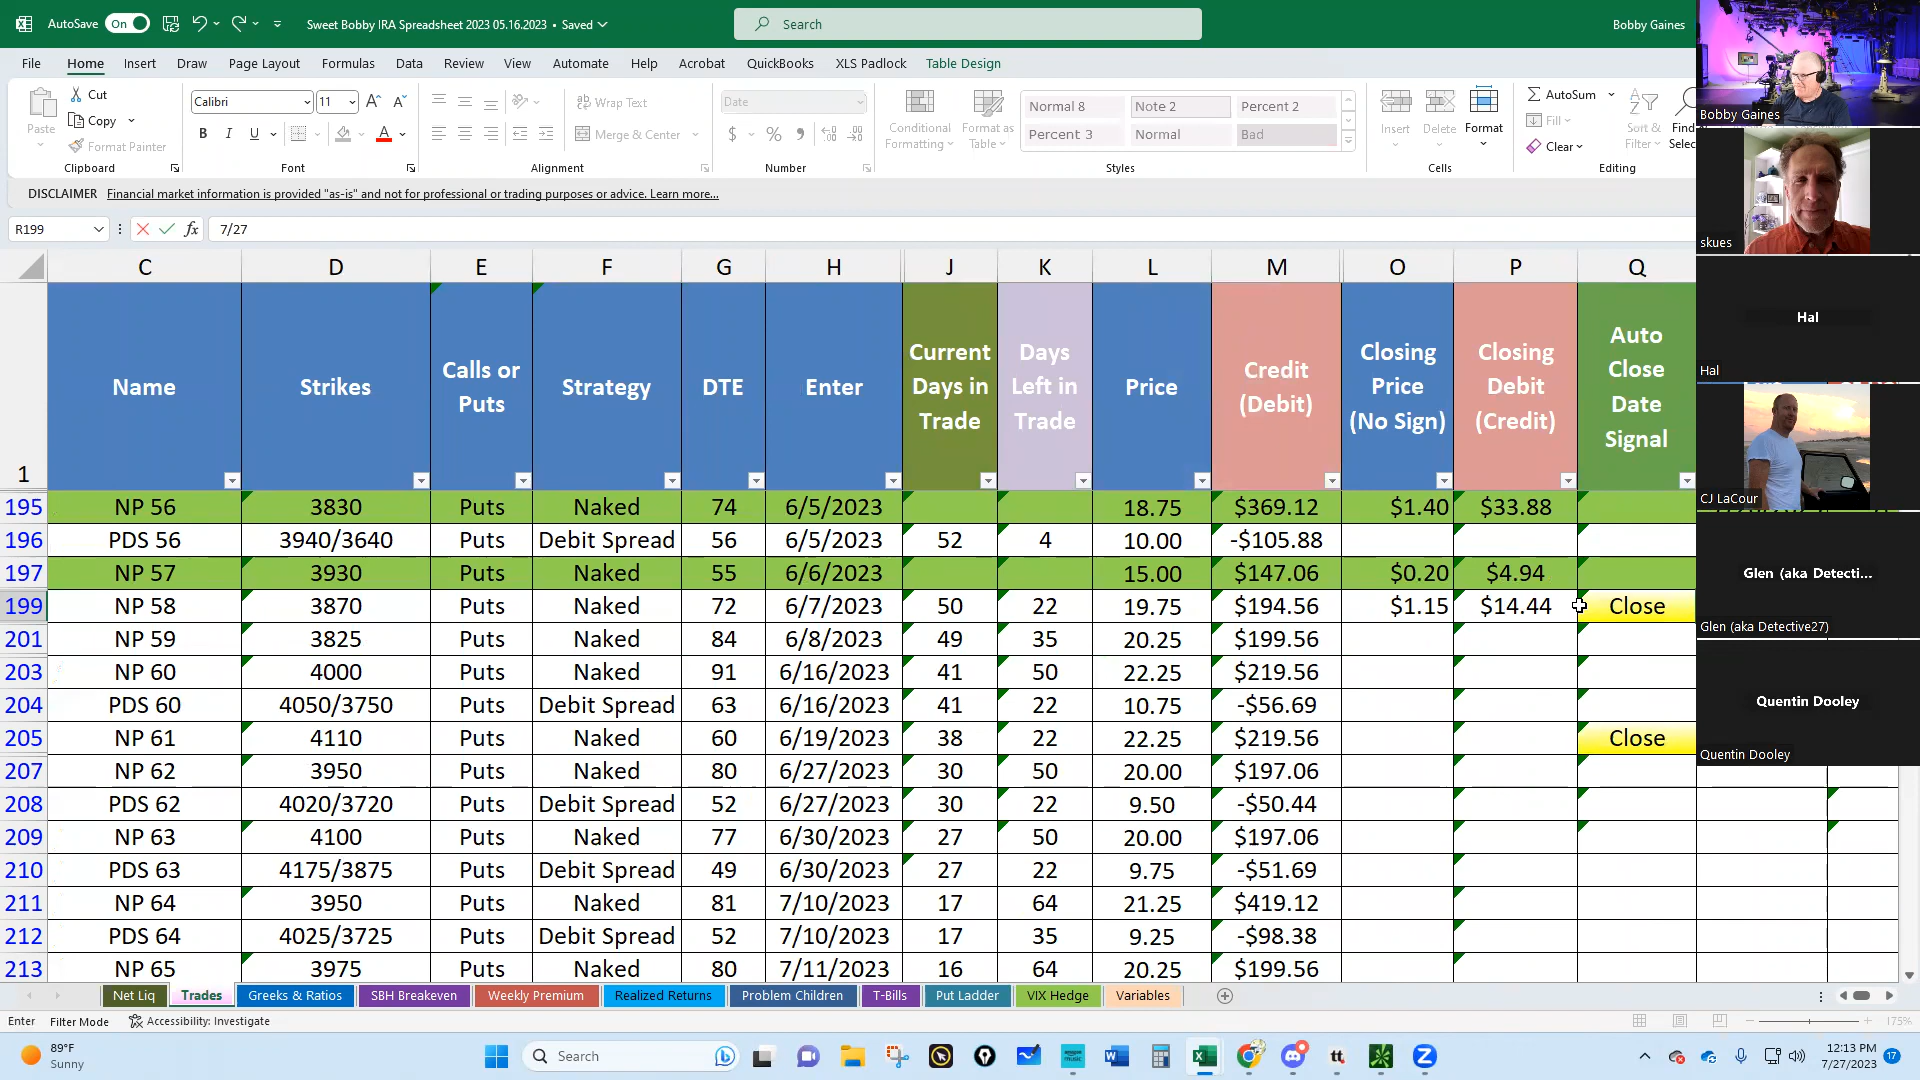 AutoSave On Sweet Bobby IRA Spreadsheet 2023 05.16.2023 • Saved Search Bobby Gaines
File Home Insert Draw Page Layout Formulas Data Review View Automate Help Acrobat QuickBooks XLS Padlock Table Design
Paste Cut Copy Format Painter Clipboard
Calibri 11 B I U A Font
Wrap Text Merge & Center Alignment
Date $ % Number
Conditional Formatting Format as Table Normal 8 Note 2 Percent 2 Percent 3 Normal Bad Styles
Insert Delete Format Cells
AutoSum Fill Clear Sort & Filter Editing
DISCLAIMER Financial market information is provided "as-is" and not for professional or trading purposes or advice. Learn more...
R199 fx 7/27
C D E F G H J K L M O P Q
1 Name Strikes Calls or Puts Strategy DTE Enter Current Days in Trade Days Left in Trade Price Credit (Debit) Closing Price (No Sign) Closing Debit (Credit) Auto Close Date Signal
195 NP 56 3830 Puts Naked 74 6/5/2023 18.75 $369.12 $1.40 $33.88
196 PDS 56 3940/3640 Puts Debit Spread 56 6/5/2023 52 4 10.00 -$105.88
197 NP 57 3930 Puts Naked 55 6/6/2023 15.00 $147.06 $0.20 $4.94
199 NP 58 3870 Puts Naked 72 6/7/2023 50 22 19.75 $194.56 $1.15 $14.44 Close
201 NP 59 3825 Puts Naked 84 6/8/2023 49 35 20.25 $199.56
203 NP 60 4000 Puts Naked 91 6/16/2023 41 50 22.25 $219.56
204 PDS 60 4050/3750 Puts Debit Spread 63 6/16/2023 41 22 10.75 -$56.69
205 NP 61 4110 Puts Naked 60 6/19/2023 38 22 22.25 $219.56 Close
207 NP 62 3950 Puts Naked 80 6/27/2023 30 50 20.00 $197.06
208 PDS 62 4020/3720 Puts Debit Spread 52 6/27/2023 30 22 9.50 -$50.44
209 NP 63 4100 Puts Naked 77 6/30/2023 27 50 20.00 $197.06
210 PDS 63 4175/3875 Puts Debit Spread 49 6/30/2023 27 22 9.75 -$51.69
211 NP 64 3950 Puts Naked 81 7/10/2023 17 64 21.25 $419.12
212 PDS 64 4025/3725 Puts Debit Spread 52 7/10/2023 17 35 9.25 -$98.38
213 NP 65 3975 Puts Naked 80 7/11/2023 16 64 20.25 $199.56
Net Liq Trades Greeks & Ratios SBH Breakeven Weekly Premium Realized Returns Problem Children T-Bills Put Ladder VIX Hedge Variables
Enter Filter Mode Accessibility: Investigate 175%
89°F
Sunny
Search
12:13 PM
7/27/2023
17
Bobby Gaines
skues
Hal
Hal
CJ LaCour
Glen (aka Detecti...
Glen (aka Detective27)
Quentin Dooley
Quentin Dooley